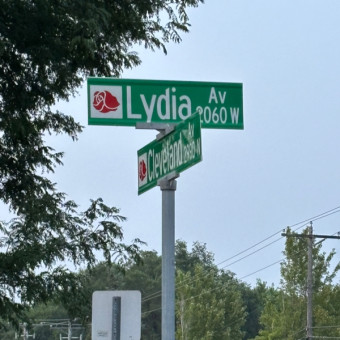 Lydia Av
2060 W
Cleveland Av